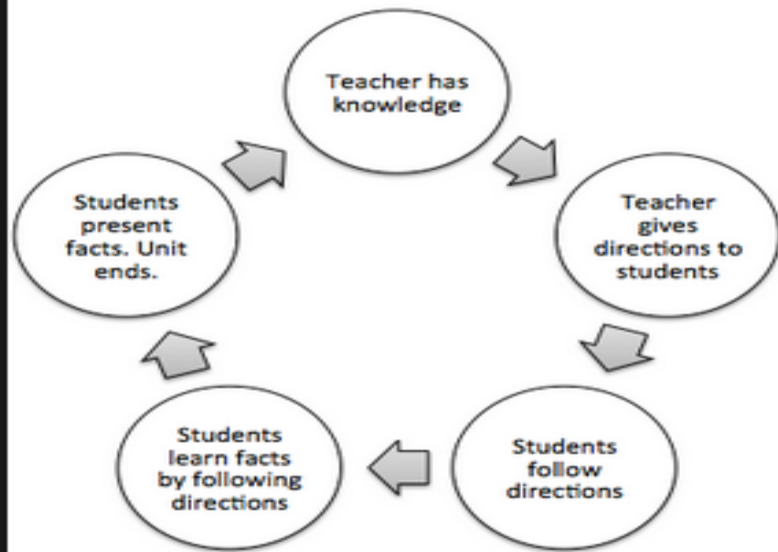 Teacher has
knowledge
Teacher
gives
directions to
students
Students
follow
directions
Students
learn facts
by following
directions
Students
present
facts. Unit
ends.